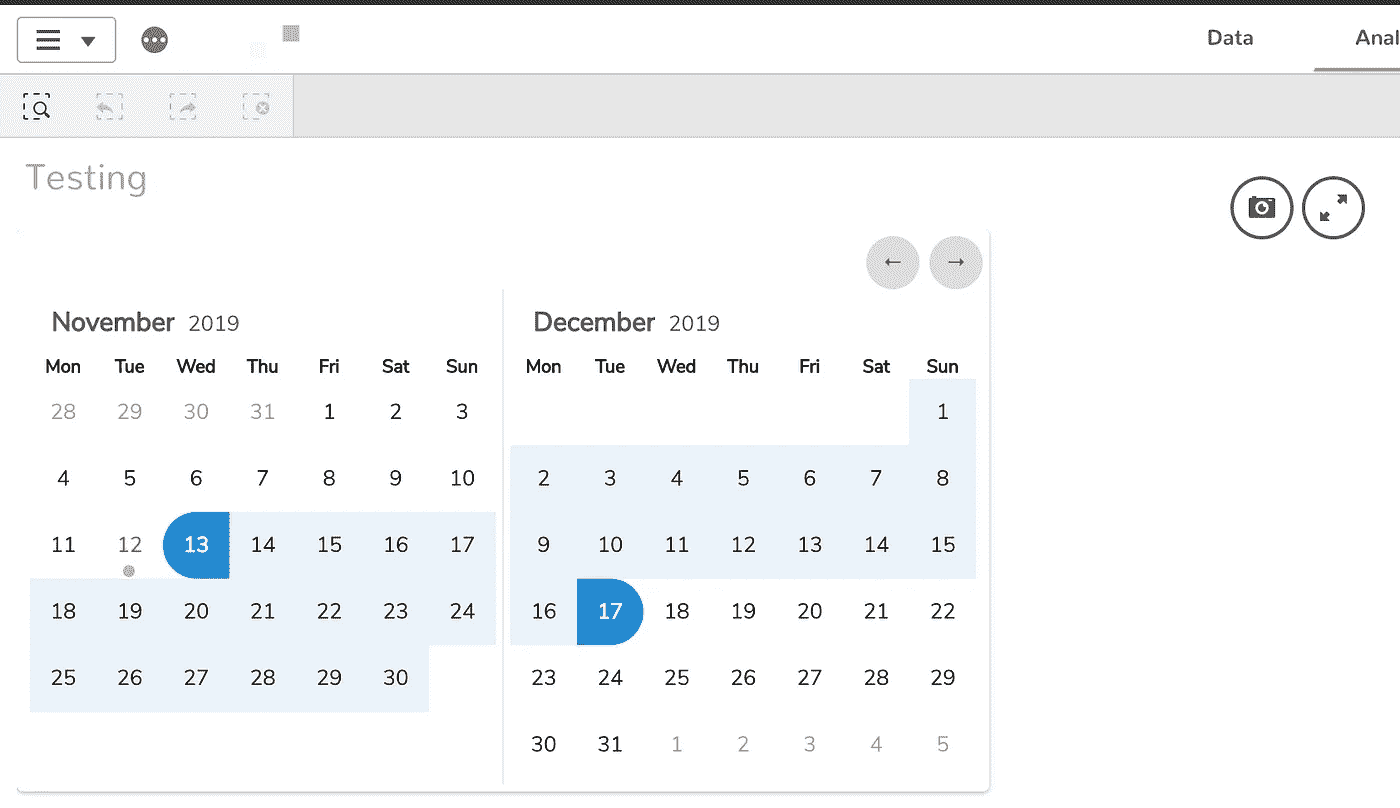 Data Anal
Testing
← →
November 2019
Mon Tue Wed Thu Fri Sat Sun
28 29 30 31 1 2 3
4 5 6 7 8 9 10
11 12 13 14 15 16 17
18 19 20 21 22 23 24
25 26 27 28 29 30
December 2019
Mon Tue Wed Thu Fri Sat Sun
1
2 3 4 5 6 7 8
9 10 11 12 13 14 15
16 17 18 19 20 21 22
23 24 25 26 27 28 29
30 31 1 2 3 4 5